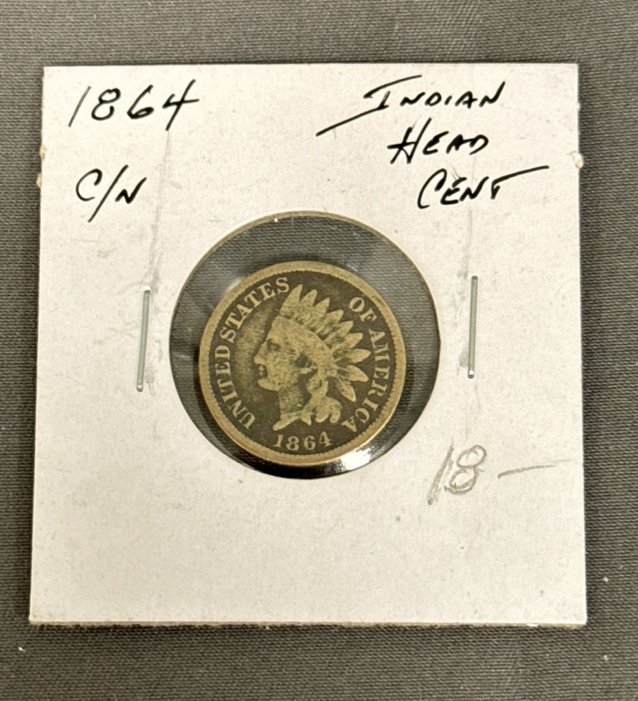 1864 INDIAN
HEAD
C/N CENT
UNITED STATES OF AMERICA
1864
18-